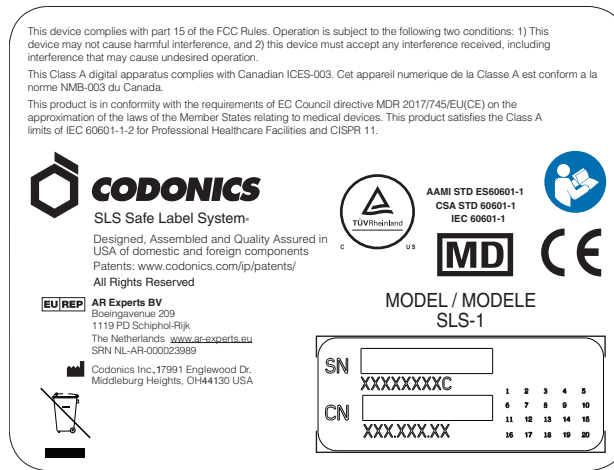 This device complies with part 15 of the FCC Rules. Operation is subject to the following two conditions: 1) This
device may not cause harmful interference, and 2) this device must accept any interference received, including
interference that may cause undesired operation.
This Class A digital apparatus complies with Canadian ICES-003. Cet appareil numerique de la Classe A est conform a la
norme NMB-003 du Canada.
This product is in conformity with the requirements of EC Council directive MDR 2017/745/EU(CE) on the
approximation of the laws of the Member States relating to medical devices. This product satisfies the Class A
limits of IEC 60601-1-2 for Professional Healthcare Facilities and CISPR 11.
CODONICS
SLS Safe Label System®
Designed, Assembled and Quality Assured in
USA of domestic and foreign components
Patents: www.codonics.com/ip/patents/
All Rights Reserved
TÜVRheinland
C US
AAMI STD ES60601-1
CSA STD 60601-1
IEC 60601-1
MD CE
EU REP AR Experts BV
Boeingavenue 209
1119 PD Schiphol-Rijk
The Netherlands www.ar-experts.eu
SRN NL-AR-000023989
Codonics Inc.,17991 Englewood Dr.
Middleburg Heights, OH44130 USA
MODEL / MODELE
SLS-1
SN
XXXXXXXXC
CN
XXX.XXX.XX
1 2 3 4 5
6 7 8 9 10
11 12 13 14 15
16 17 18 19 20